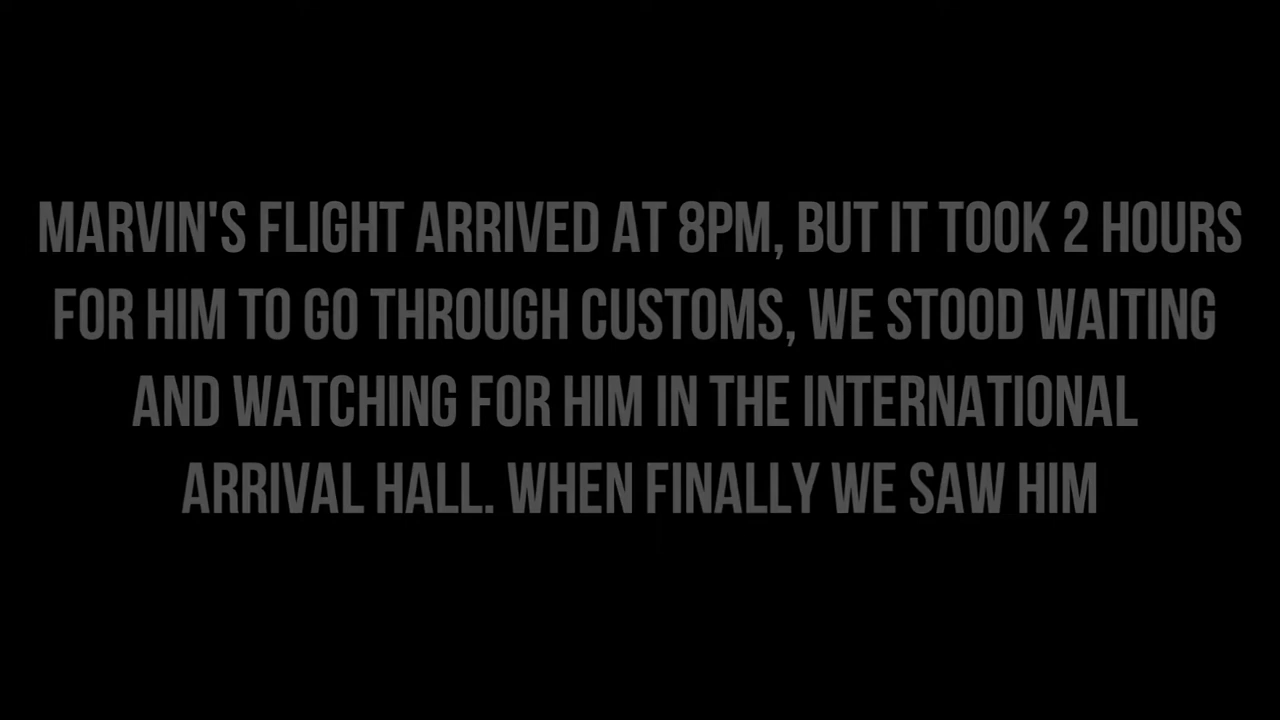 MARVIN'S FLIGHT ARRIVED AT 8PM, BUT IT TOOK 2 HOURS
FOR HIM TO GO THROUGH CUSTOMS, WE STOOD WAITING
AND WATCHING FOR HIM IN THE INTERNATIONAL
ARRIVAL HALL. WHEN FINALLY WE SAW HIM